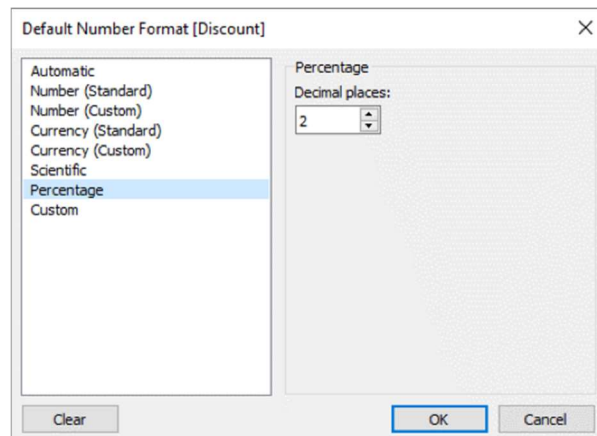 Default Number Format [Discount]
Automatic
Number (Standard)
Number (Custom)
Currency (Standard)
Currency (Custom)
Scientific
Percentage
Custom
Percentage
Decimal places:
2
Clear
OK
Cancel